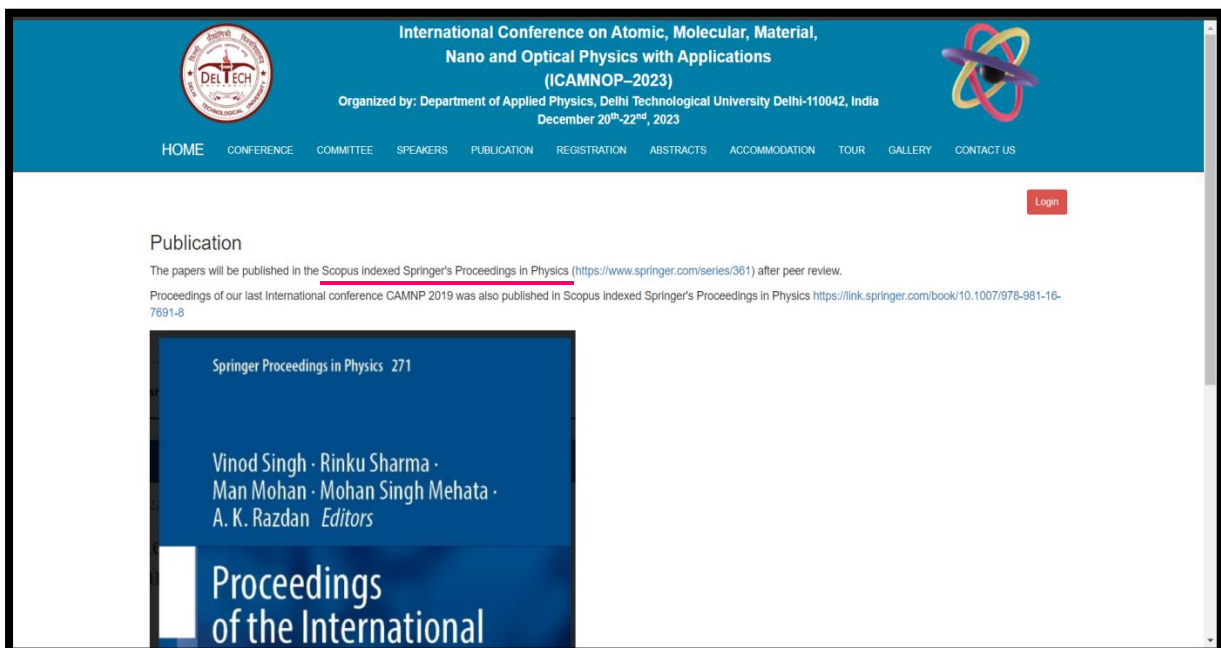 International Conference on Atomic, Molecular, Material,
Nano and Optical Physics with Applications
(ICAMNOP–2023)
Organized by: Department of Applied Physics, Delhi Technological University Delhi-110042, India
December 20th-22nd, 2023
DELTECH
HOME CONFERENCE COMMITTEE SPEAKERS PUBLICATION REGISTRATION ABSTRACTS ACCOMMODATION TOUR GALLERY CONTACT US
Login
Publication
The papers will be published in the Scopus indexed Springer's Proceedings in Physics (https://www.springer.com/series/361) after peer review.
Proceedings of our last International conference CAMNP 2019 was also published in Scopus indexed Springer's Proceedings in Physics https://link.springer.com/book/10.1007/978-981-16-
7691-8
Springer Proceedings in Physics 271
Vinod Singh · Rinku Sharma ·
Man Mohan · Mohan Singh Mehata ·
A. K. Razdan Editors
Proceedings
of the International